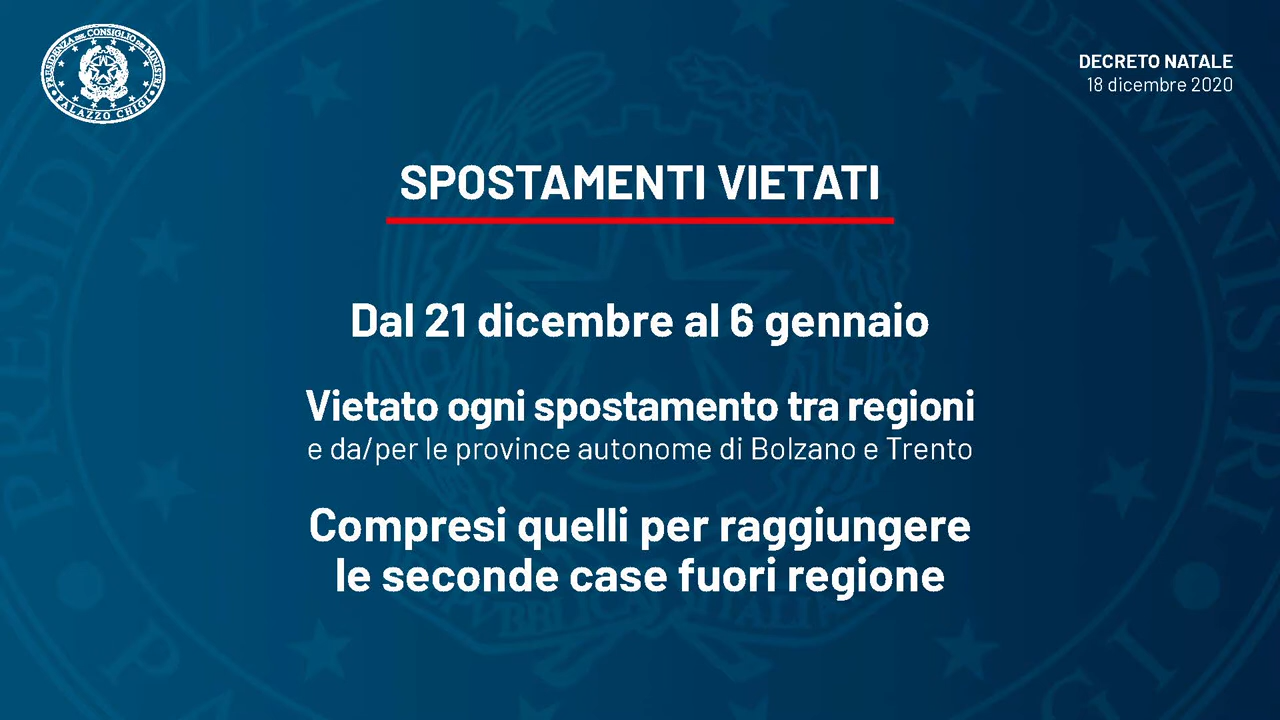 PRESIDENZA DEL CONSIGLIO DEI MINISTRI
PALAZZO CHIGI
DECRETO NATALE
18 dicembre 2020
SPOSTAMENTI VIETATI
Dal 21 dicembre al 6 gennaio
Vietato ogni spostamento tra regioni
e da/per le province autonome di Bolzano e Trento
Compresi quelli per raggiungere
le seconde case fuori regione